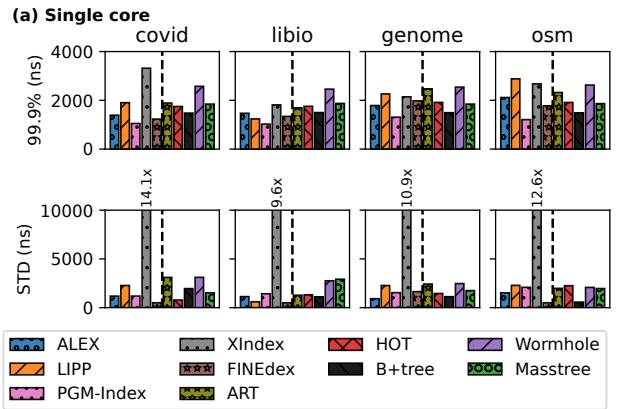 (a) Single core
covid libio genome osm
99.9% (ns)
4000
2000
0
14.1x 9.6x 10.9x 12.6x
STD (ns)
10000
5000
0
ALEX XIndex HOT Wormhole
LIPP FINEdex B+tree Masstree
PGM-Index ART